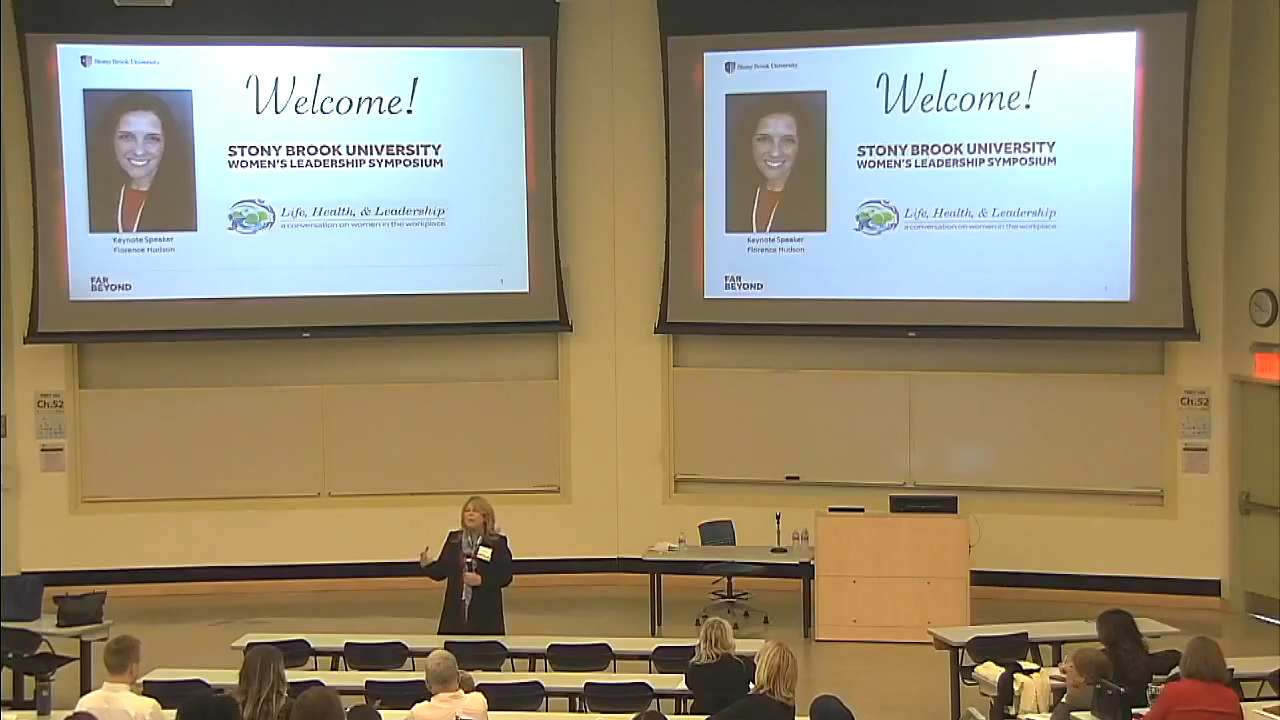 Stony Brook University
Welcome!
STONY BROOK UNIVERSITY
WOMEN'S LEADERSHIP SYMPOSIUM
Life, Health, & Leadership
a conversation on women in the workplace
Keynote Speaker
Florence Hudson
FAR
BEYOND
1
Stony Brook University
Welcome!
STONY BROOK UNIVERSITY
WOMEN'S LEADERSHIP SYMPOSIUM
Life, Health, & Leadership
a conversation on women in the workplace
Keynote Speaker
Florence Hudson
FAR
BEYOND
1
Ch:52
Ch:52